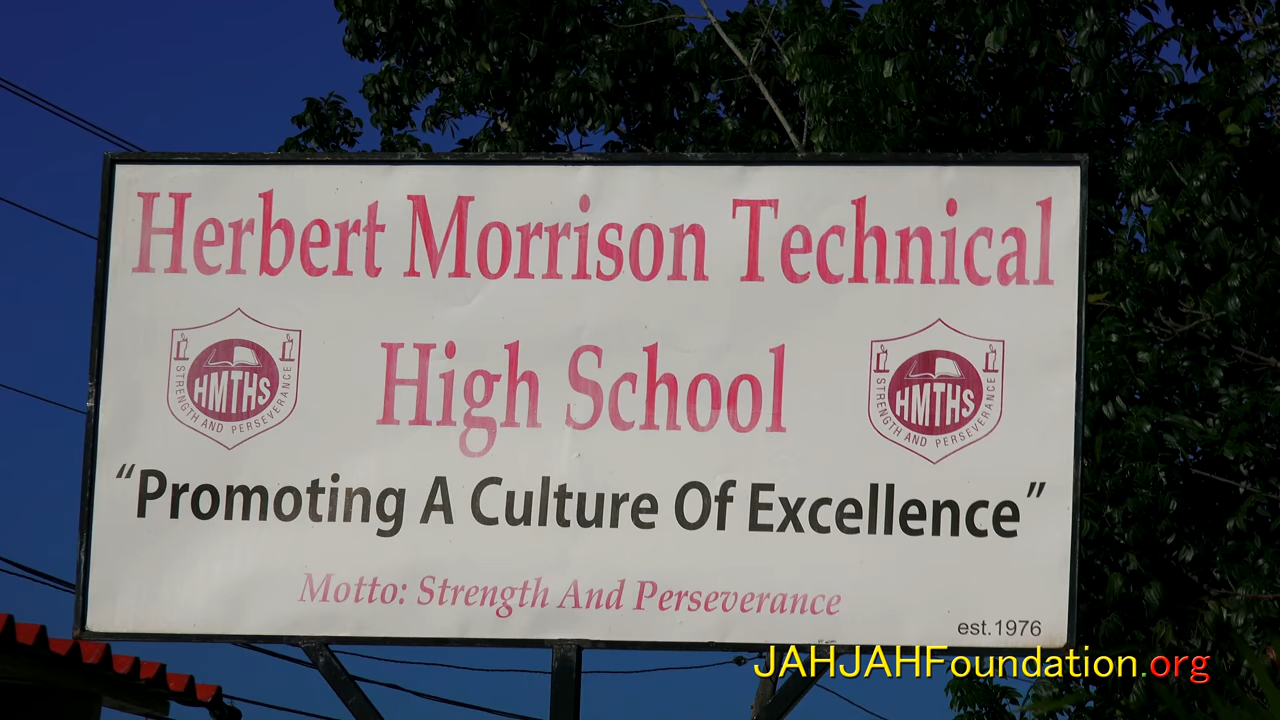 Herbert Morrison Technical
High School
HMTHS
STRENGTH AND PERSEVERANCE
HMTHS
STRENGTH AND PERSEVERANCE
“Promoting A Culture Of Excellence”
Motto: Strength And Perseverance
est.1976
JAHJAHFoundation.org